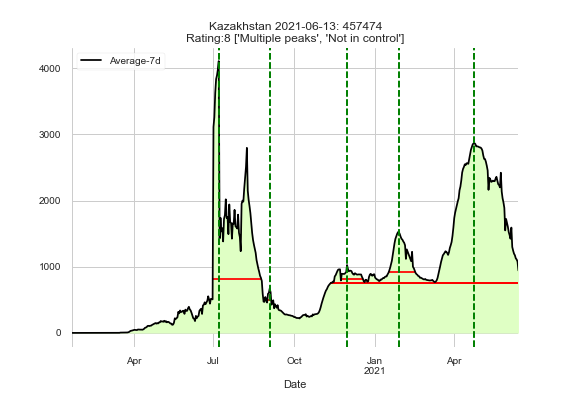 Kazakhstan 2021-06-13: 457474
Rating:8 ['Multiple peaks', 'Not in control']
Average-7d
4000
3000
2000
1000
0
Apr Jul Oct Jan Apr
2021
Date